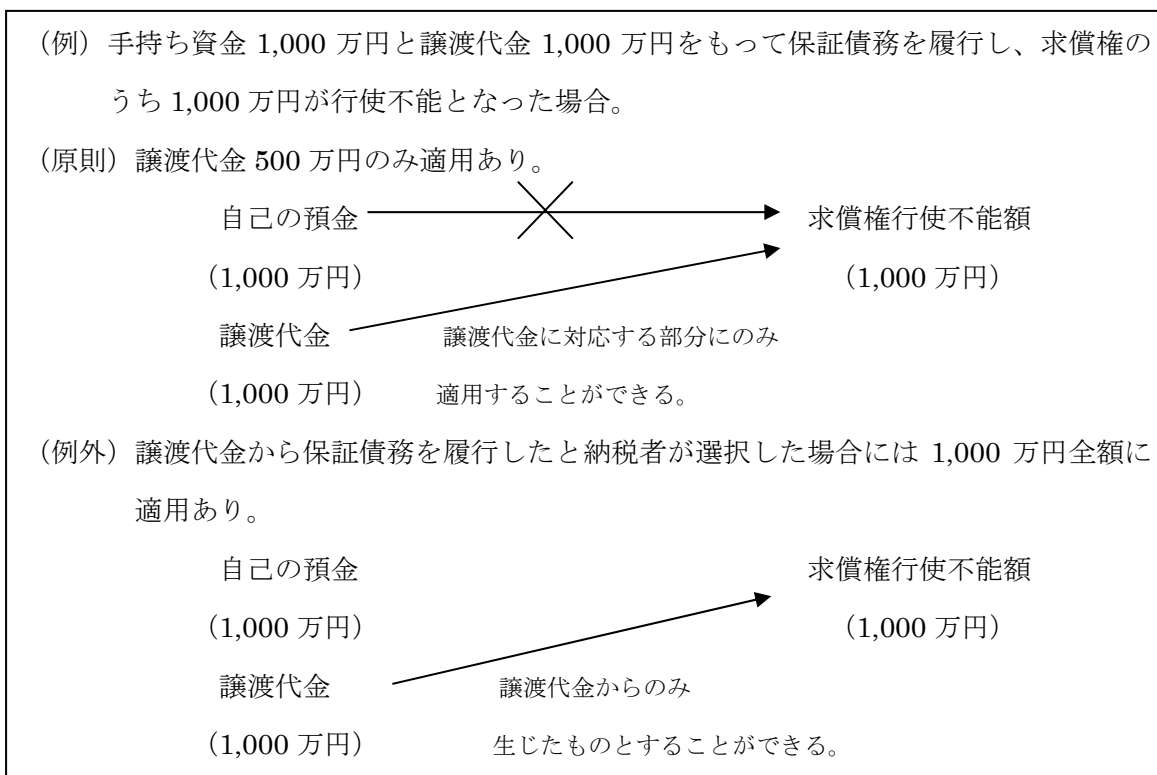 （例）手持ち資金 1,000 万円と譲渡代金 1,000 万円をもって保証債務を履行し、求償権の
うち 1,000 万円が行使不能となった場合。
（原則）譲渡代金 500 万円のみ適用あり。
自己の預金 求償権行使不能額
（1,000 万円） （1,000 万円）
譲渡代金 譲渡代金に対応する部分にのみ
（1,000 万円） 適用することができる。
（例外）譲渡代金から保証債務を履行したと納税者が選択した場合には 1,000 万円全額に
適用あり。
自己の預金 求償権行使不能額
（1,000 万円） （1,000 万円）
譲渡代金 譲渡代金からのみ
（1,000 万円） 生じたものとすることができる。